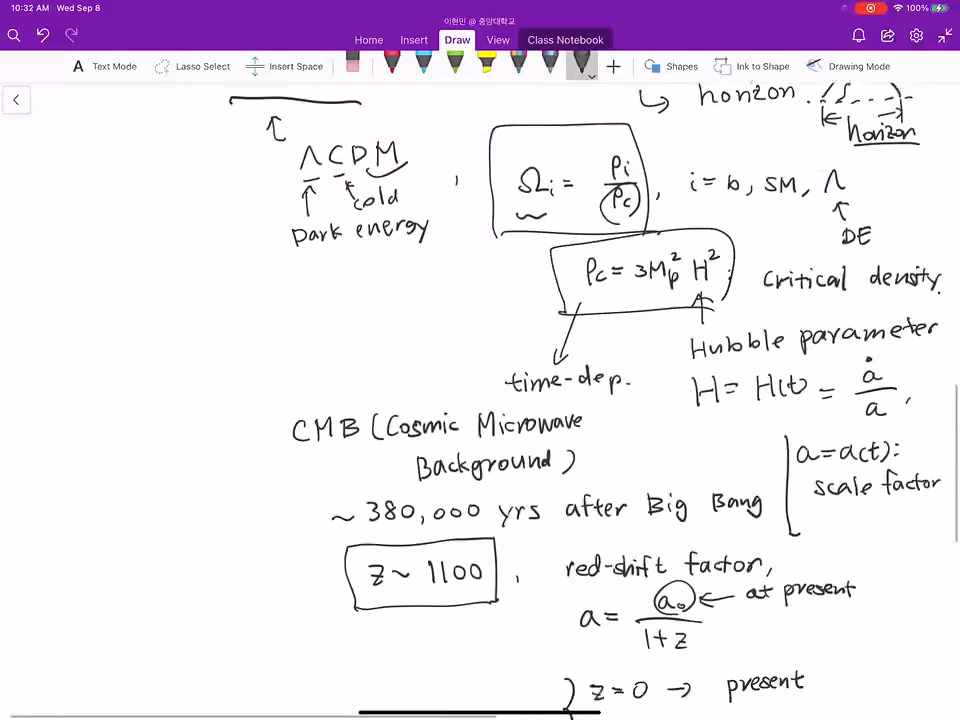 10:32 AM Wed Sep 8
100%
이현민 @ 중앙대학교
Home Insert Draw View Class Notebook
Text Mode Lasso Select Insert Space Shapes Ink to Shape Drawing Mode
↳ horizon.
horizon
ΛCDM
cold
Dark energy
, Ωi = ρi/ρc, i = b, SM, Λ
DE
ρc = 3Mp² H² : critical density.
Hubble parameter
time-dep.
H = H(t) = ȧ/a,
CMB (Cosmic Microwave
Background)
a = a(t):
scale factor
~ 380,000 yrs after Big Bang
z ~ 1100, red-shift factor,
a = a₀/(1+z) ← at present
z = 0 → present